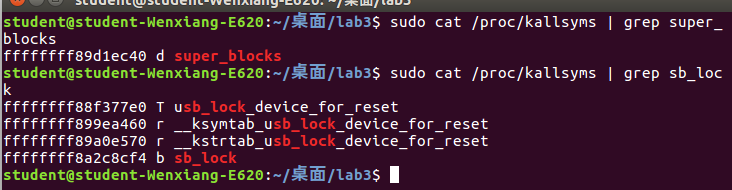 student@student-Wenxiang-E620: ~/桌面/lab3
student@student-Wenxiang-E620:~/桌面/lab3$ sudo cat /proc/kallsyms | grep super_
blocks
ffffffff89d1ec40 d super_blocks
student@student-Wenxiang-E620:~/桌面/lab3$ sudo cat /proc/kallsyms | grep sb_loc
k
ffffffff88f377e0 T usb_lock_device_for_reset
ffffffff899ea460 r __ksymtab_usb_lock_device_for_reset
ffffffff89a0e570 r __kstrtab_usb_lock_device_for_reset
ffffffff8a2c8cf4 b sb_lock
student@student-Wenxiang-E620:~/桌面/lab3$